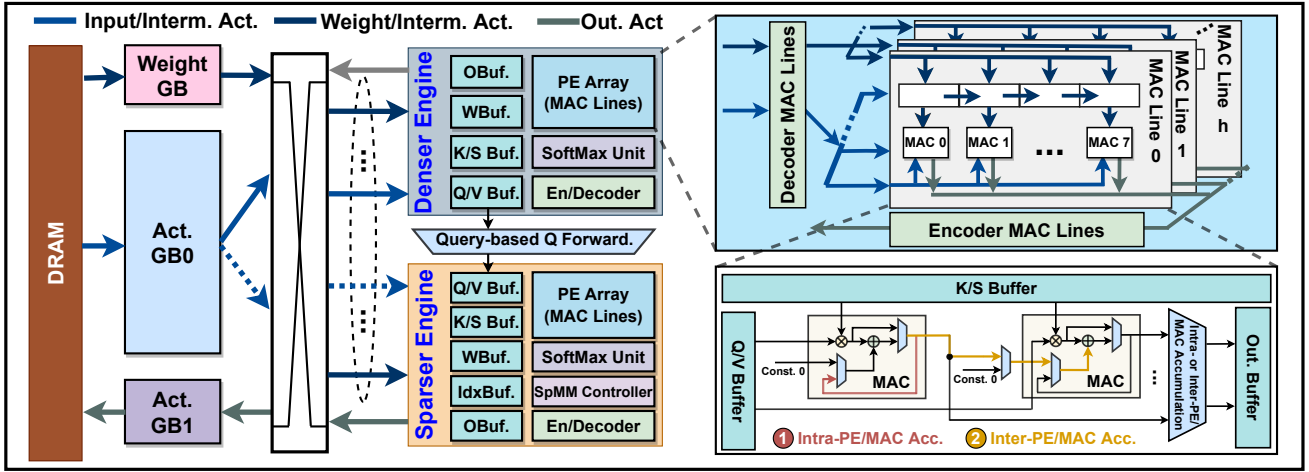 Input/Interm. Act.
Weight/Interm. Act.
Out. Act
DRAM
Weight
GB
Act.
GB0
Act.
GB1
...
...
Denser Engine
OBuf.
WBuf.
K/S Buf.
Q/V Buf.
PE Array
(MAC Lines)
SoftMax Unit
En/Decoder
Query-based Q Forward.
Sparser Engine
Q/V Buf.
K/S Buf.
WBuf.
IdxBuf.
OBuf.
PE Array
(MAC Lines)
SoftMax Unit
SpMM Controller
En/Decoder
Decoder MAC Lines
MAC 0
MAC 1
...
MAC 7
MAC Line 0
MAC Line 1
...
MAC Line h
Encoder MAC Lines
K/S Buffer
Q/V Buffer
Const. 0
MAC
Const. 0
MAC
...
Intra- or Inter-PE/
MAC Accumulation
Out. Buffer
1 Intra-PE/MAC Acc.
2 Inter-PE/MAC Acc.